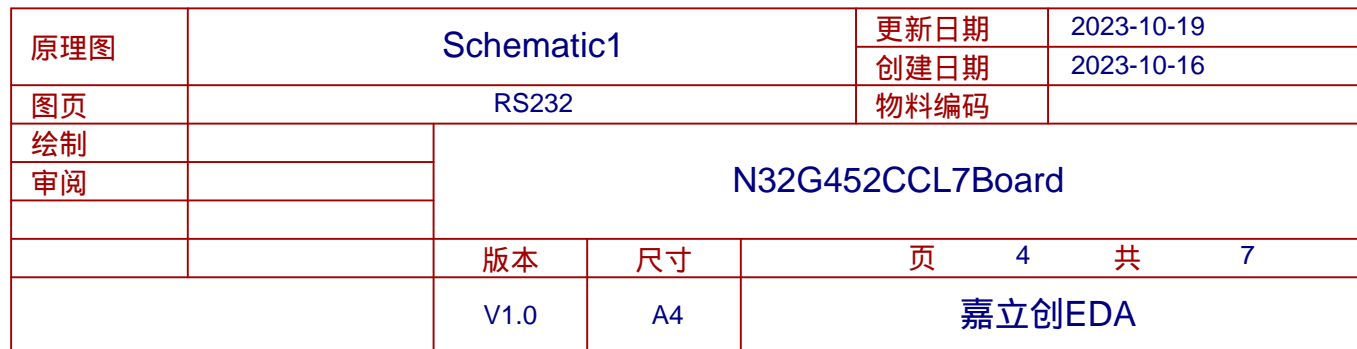 原理图 Schematic1 更新日期 2023-10-19
创建日期 2023-10-16
图页 RS232 物料编码
绘制
审阅 N32G452CCL7Board
版本 尺寸 页 4 共 7
V1.0 A4 嘉立创EDA